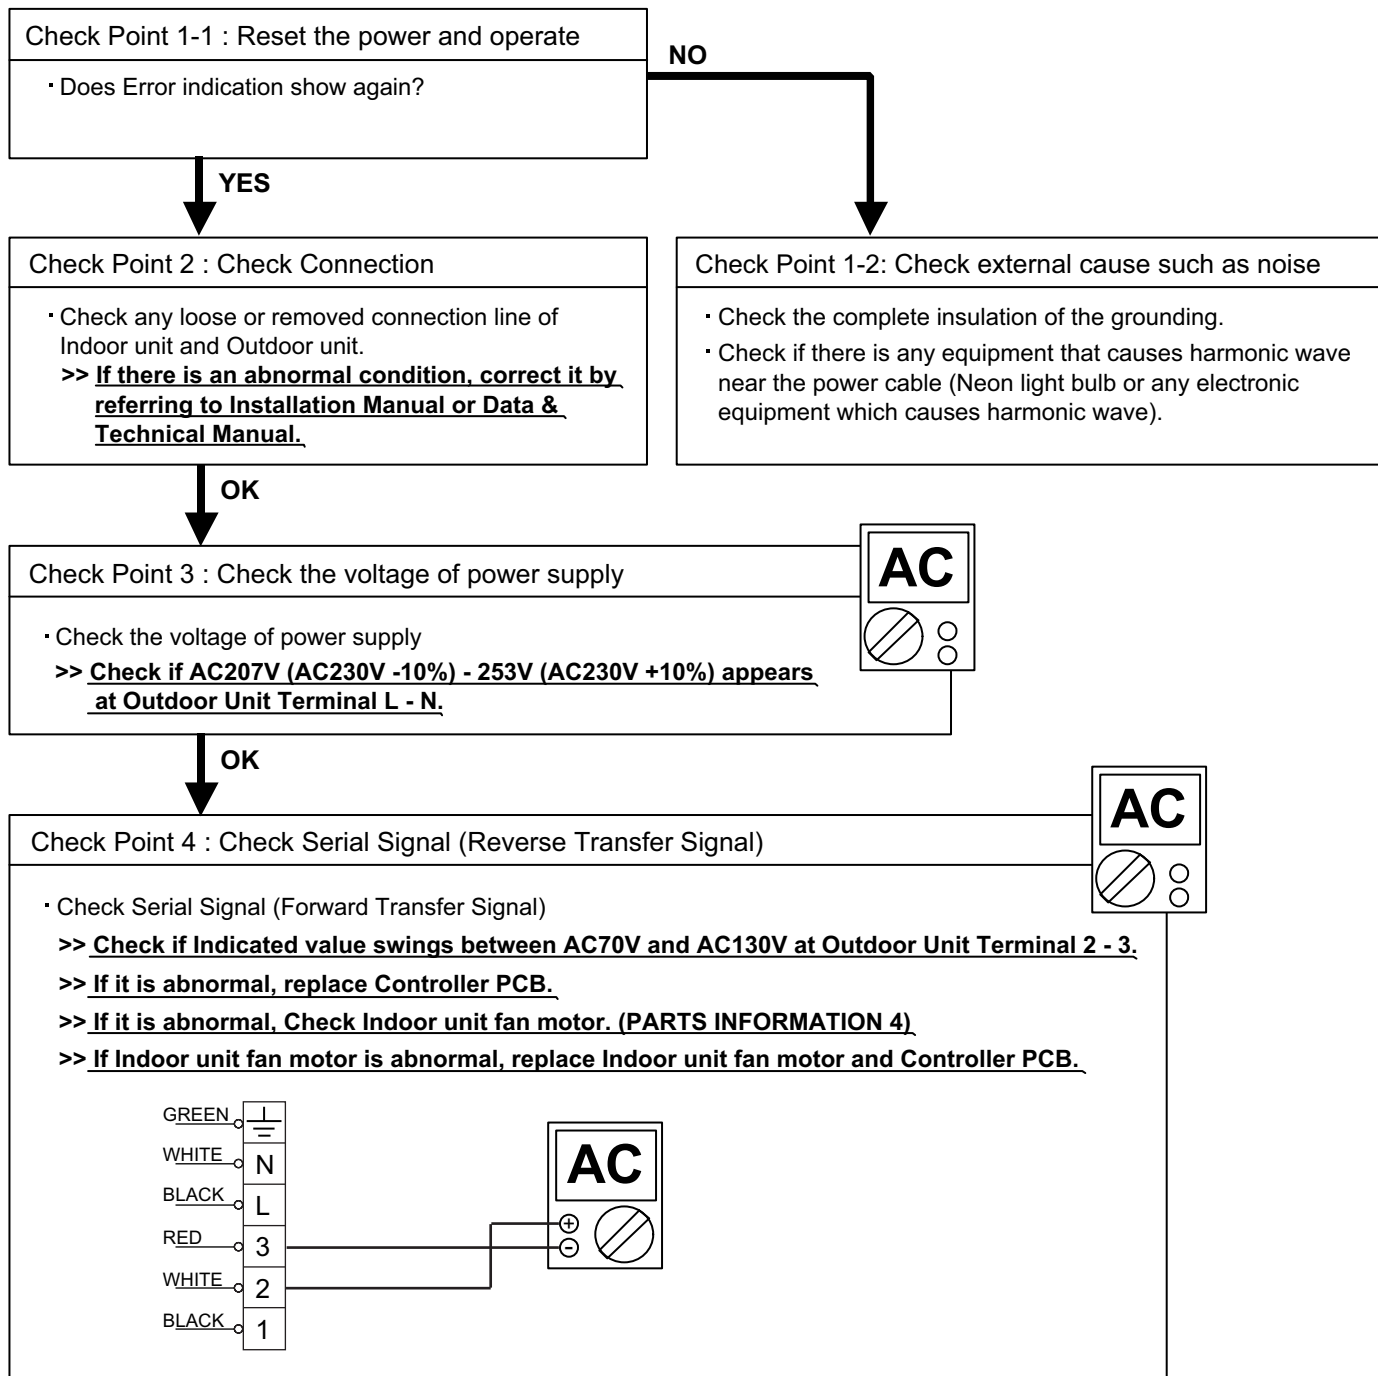 Check Point 1-1 : Reset the power and operate
· Does Error indication show again?
NO
YES
Check Point 2 : Check Connection
· Check any loose or removed connection line of
Indoor unit and Outdoor unit.
>> If there is an abnormal condition, correct it by
referring to Installation Manual or Data &
Technical Manual.
Check Point 1-2: Check external cause such as noise
· Check the complete insulation of the grounding.
· Check if there is any equipment that causes harmonic wave
near the power cable (Neon light bulb or any electronic
equipment which causes harmonic wave).
OK
Check Point 3 : Check the voltage of power supply
AC
· Check the voltage of power supply
>> Check if AC207V (AC230V -10%) - 253V (AC230V +10%) appears
at Outdoor Unit Terminal L - N.
OK
Check Point 4 : Check Serial Signal (Reverse Transfer Signal)
AC
· Check Serial Signal (Forward Transfer Signal)
>> Check if Indicated value swings between AC70V and AC130V at Outdoor Unit Terminal 2 - 3.
>> If it is abnormal, replace Controller PCB.
>> If it is abnormal, Check Indoor unit fan motor. (PARTS INFORMATION 4)
>> If Indoor unit fan motor is abnormal, replace Indoor unit fan motor and Controller PCB.
GREEN
WHITE N
BLACK L
RED 3
WHITE 2
BLACK 1
AC
+
-